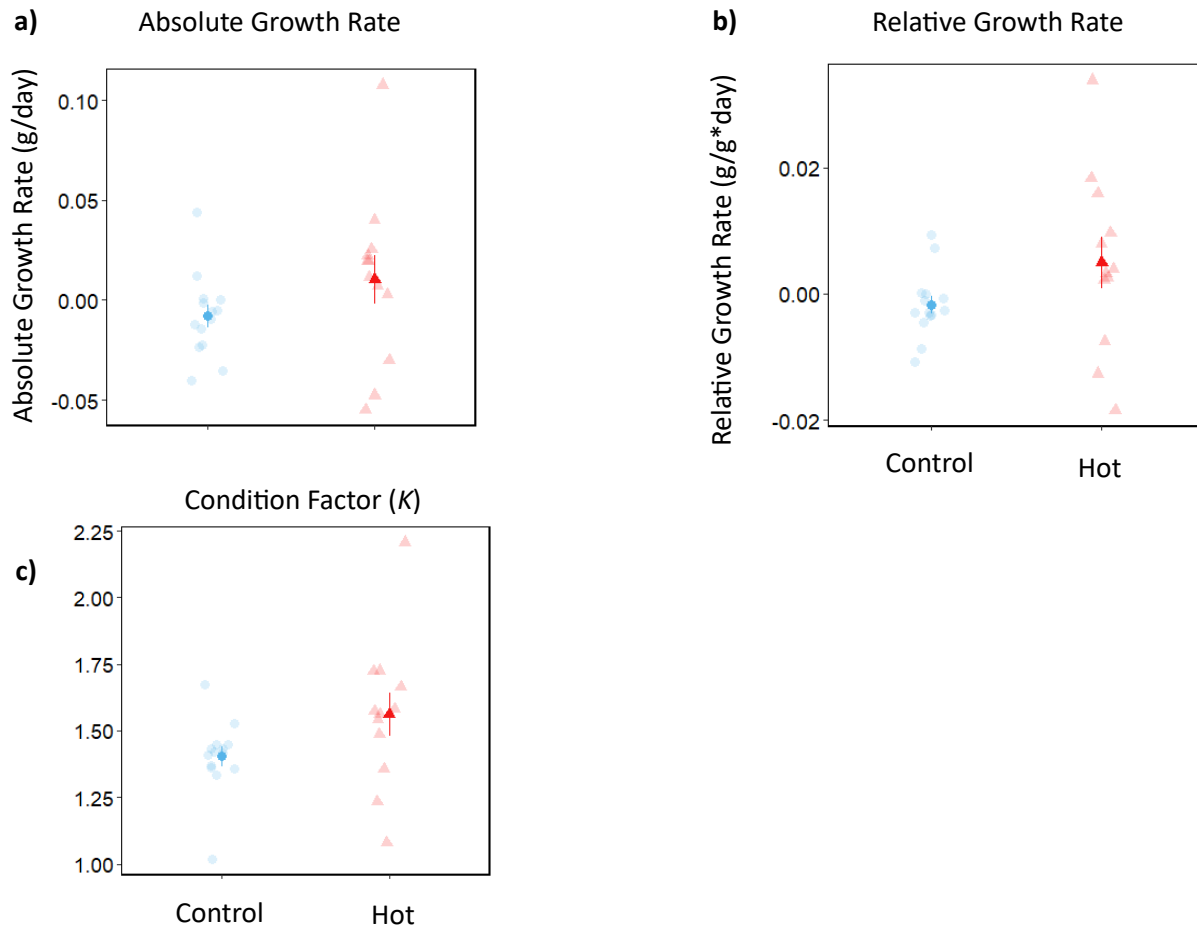 a)
Absolute Growth Rate
Absolute Growth Rate (g/day)
0.10
0.05
0.00
-0.05
b)
Relative Growth Rate
Relative Growth Rate (g/g*day)
0.02
0.00
-0.02
Control
Hot
Condition Factor (K)
c)
2.25
2.00
1.75
1.50
1.25
1.00
Control
Hot